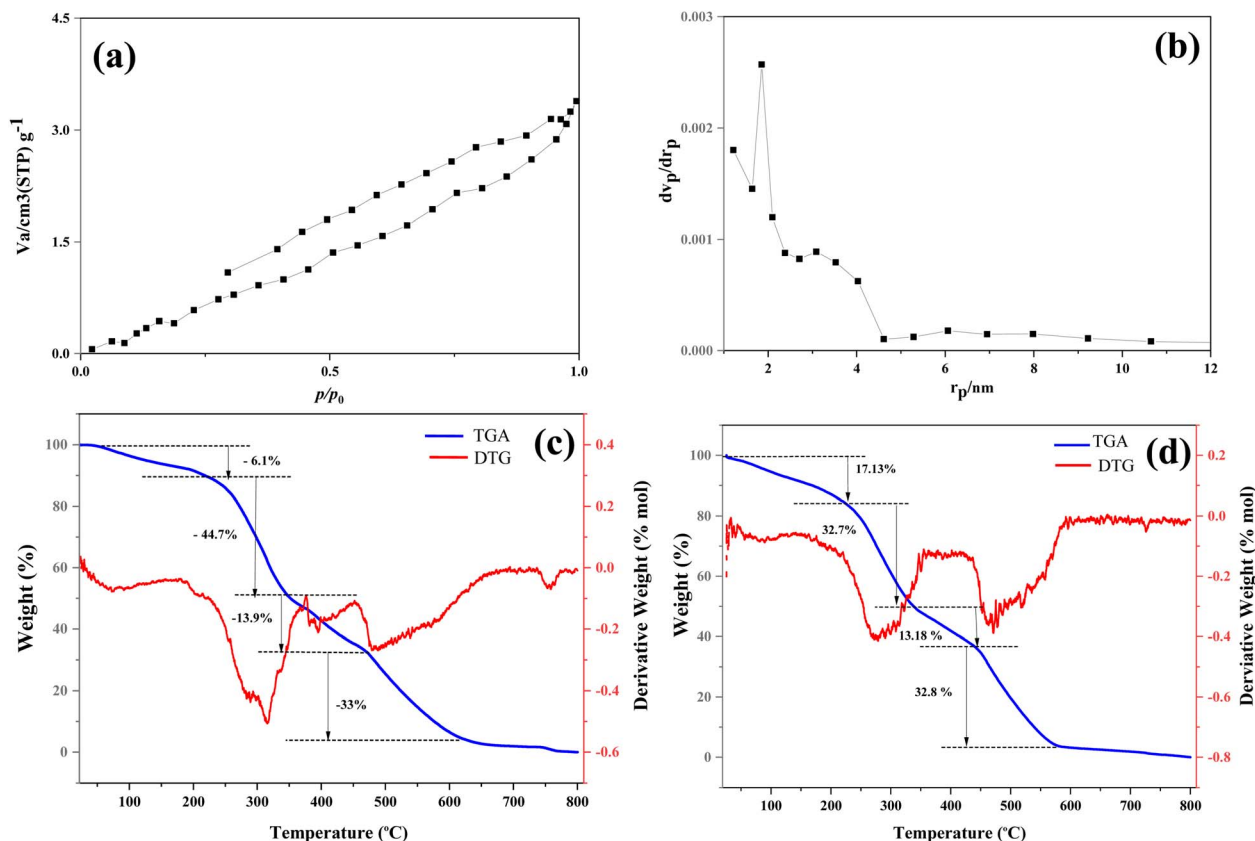 (a)
4.5
3.0
1.5
0.0
Va/cm3(STP) g-1
0.0 0.5 1.0
p/p0
(b)
0.003
0.002
0.001
0.000
dvp/drp
2 4 6 8 10 12
rp/nm
(c)
TGA
DTG
100
80
60
40
20
0
Weight (%)
- 6.1%
- 44.7%
-13.9%
-33%
0.4
0.2
0.0
-0.2
-0.4
-0.6
Derivative Weight (% mol)
100 200 300 400 500 600 700 800
Temperature (ºC)
(d)
TGA
DTG
100
80
60
40
20
0
Weight (%)
17.13%
32.7%
13.18 %
32.8 %
0.2
0.0
-0.2
-0.4
-0.6
-0.8
Derviative Weight (% mol)
100 200 300 400 500 600 700 800
Temperature (ºC)